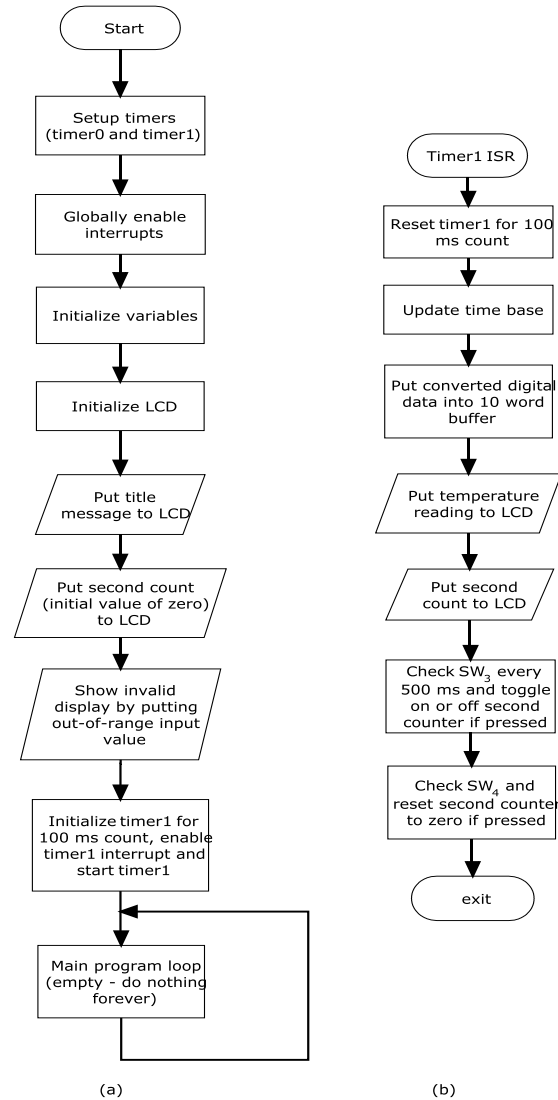 Start
Setup timers
(timer0 and timer1)
Globally enable
interrupts
Initialize variables
Initialize LCD
Put title
message to LCD
Put second count
(initial value of zero)
to LCD
Show invalid
display by putting
out-of-range input
value
Initialize timer1 for
100 ms count, enable
timer1 interrupt and
start timer1
Main program loop
(empty - do nothing
forever)
(a)
Timer1 ISR
Reset timer1 for 100
ms count
Update time base
Put converted digital
data into 10 word
buffer
Put temperature
reading to LCD
Put second
count to LCD
Check SW3 every
500 ms and toggle
on or off second
counter if pressed
Check SW4 and
reset second counter
to zero if pressed
exit
(b)